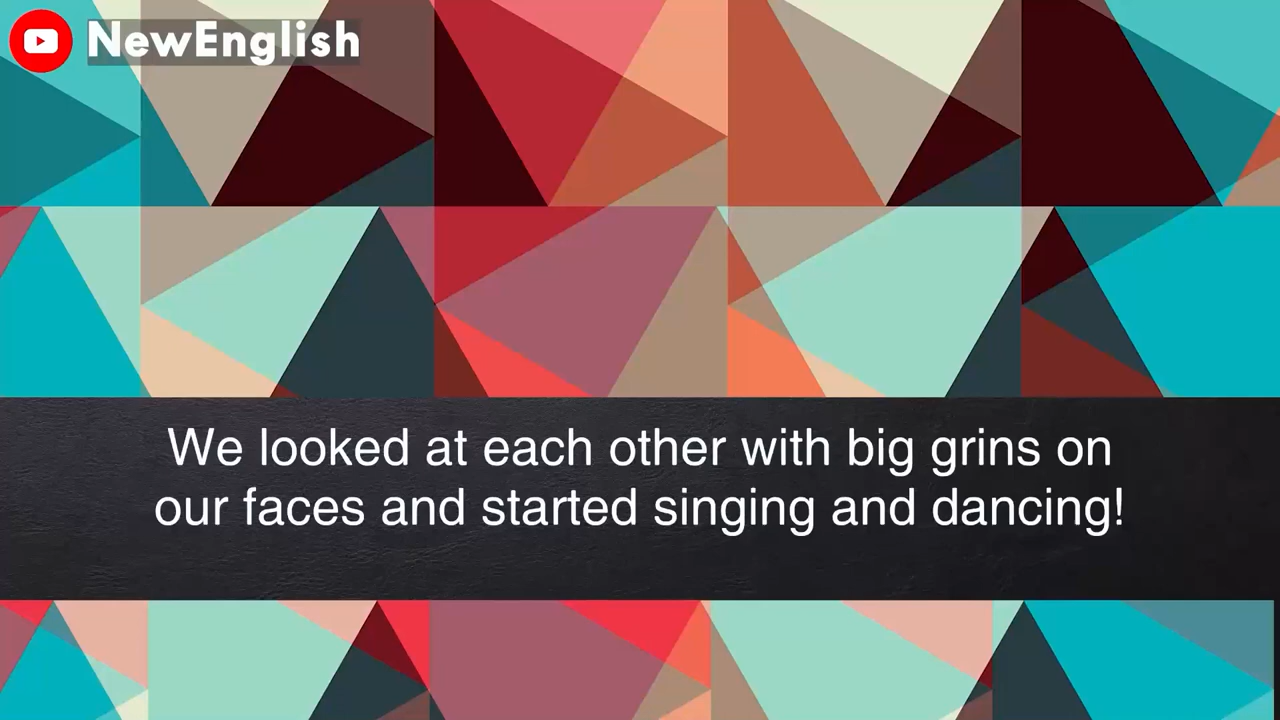 NewEnglish
We looked at each other with big grins on
our faces and started singing and dancing!